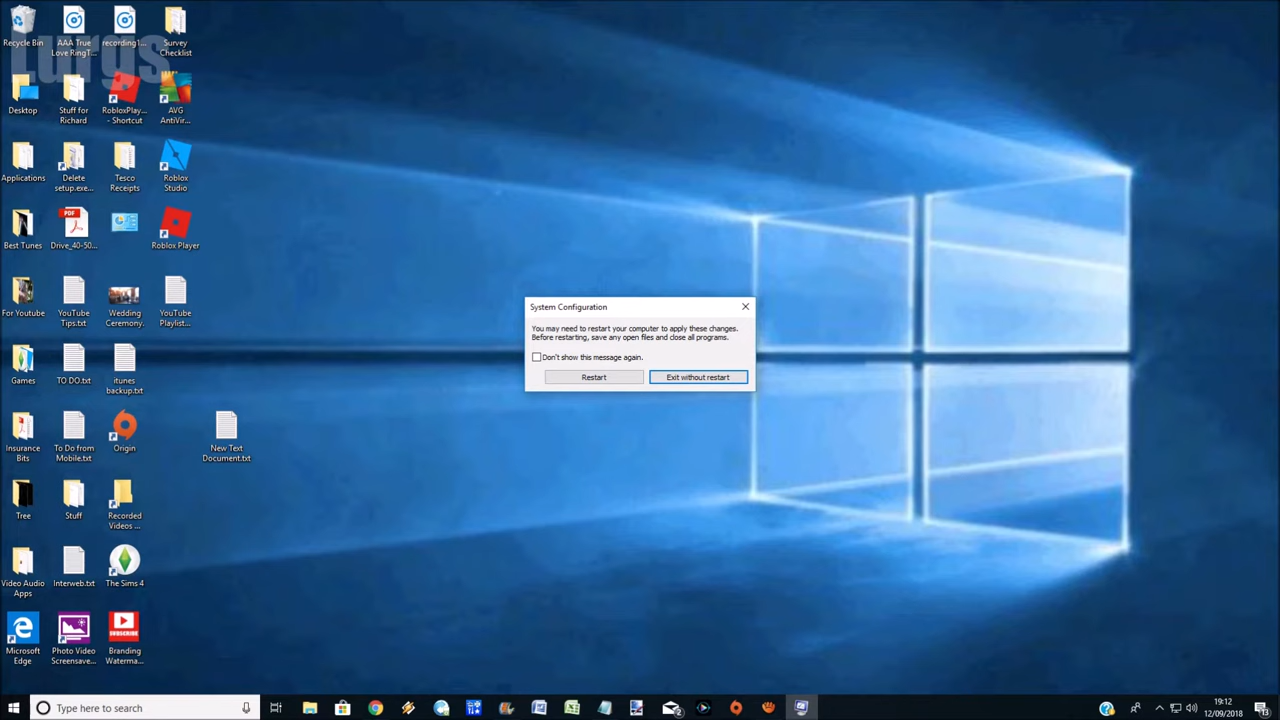 Lurgs
Recycle Bin
AAA True
Love RingT...
recording1...
Survey
Checklist
Desktop
Stuff for
Richard
RobloxPlay...
- Shortcut
AVG
AntiVir...
Applications
Delete
setup.exe...
Tesco
Receipts
Roblox
Studio
Best Tunes
PDF
Drive_40-50...
Roblox Player
For Youtube
YouTube
Tips.txt
Wedding
Ceremony.
YouTube
Playlist...
Games
TO DO.txt
itunes
backup.txt
Insurance
Bits
To Do from
Mobile.txt
Origin
New Text
Document.txt
Tree
Stuff
Recorded
Videos ...
Video Audio
Apps
Interweb.txt
The Sims 4
Microsoft
Edge
Photo Video
Screensave...
SUBSCRIBE
Branding
Waterma...
System Configuration
You may need to restart your computer to apply these changes.
Before restarting, save any open files and close all programs.
Don't show this message again.
Restart
Exit without restart
Type here to search
2
19:12
12/09/2018
13